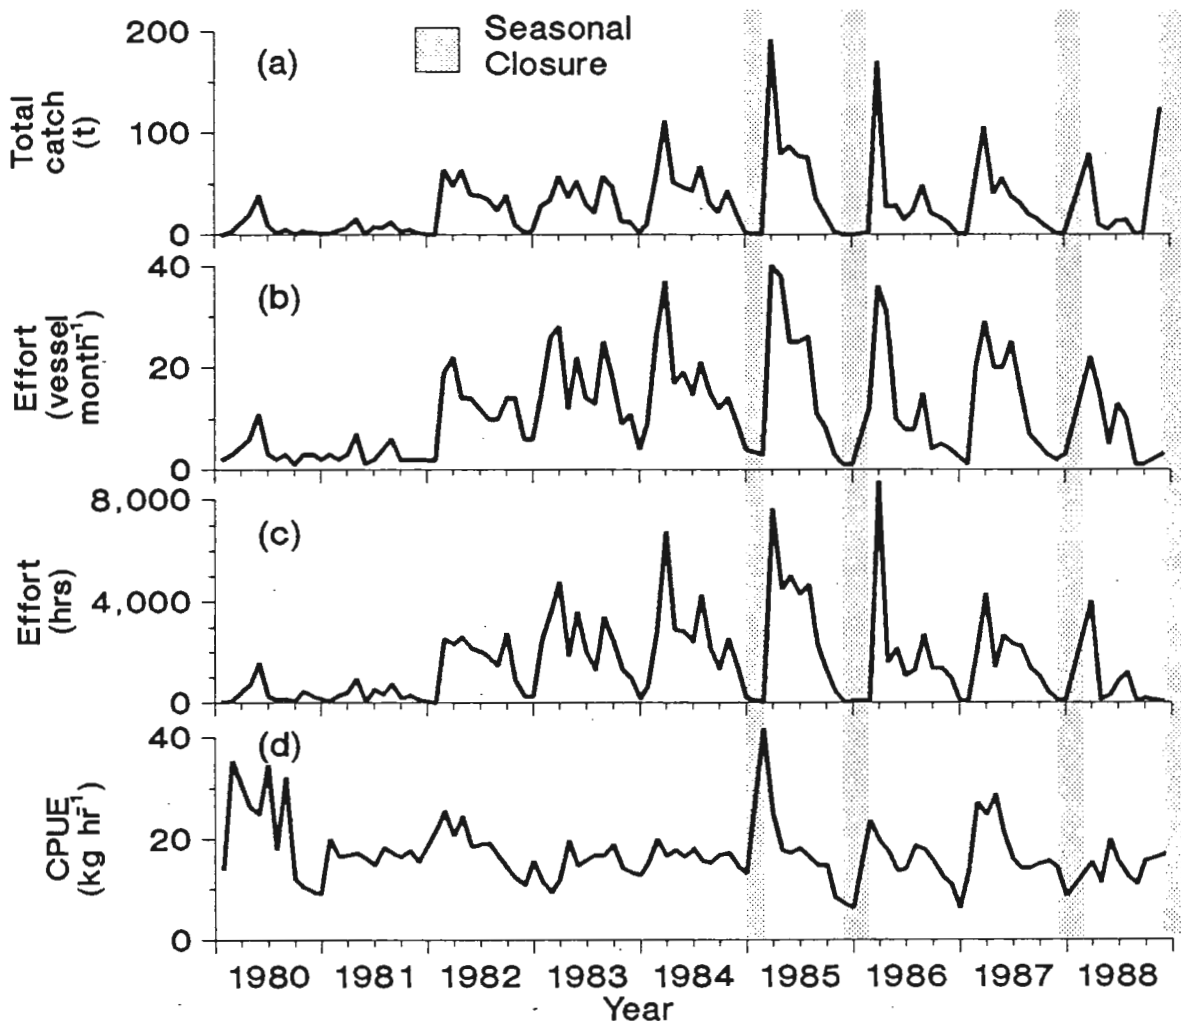 Seasonal
Closure
(a)
Total
catch
(t)
200
100
0
(b)
Effort
(vessel
month⁻¹)
40
20
0
(c)
Effort
(hrs)
8,000
4,000
0
(d)
CPUE
(kg hr⁻¹)
40
20
0
1980 1981 1982 1983 1984 1985 1986 1987 1988
Year